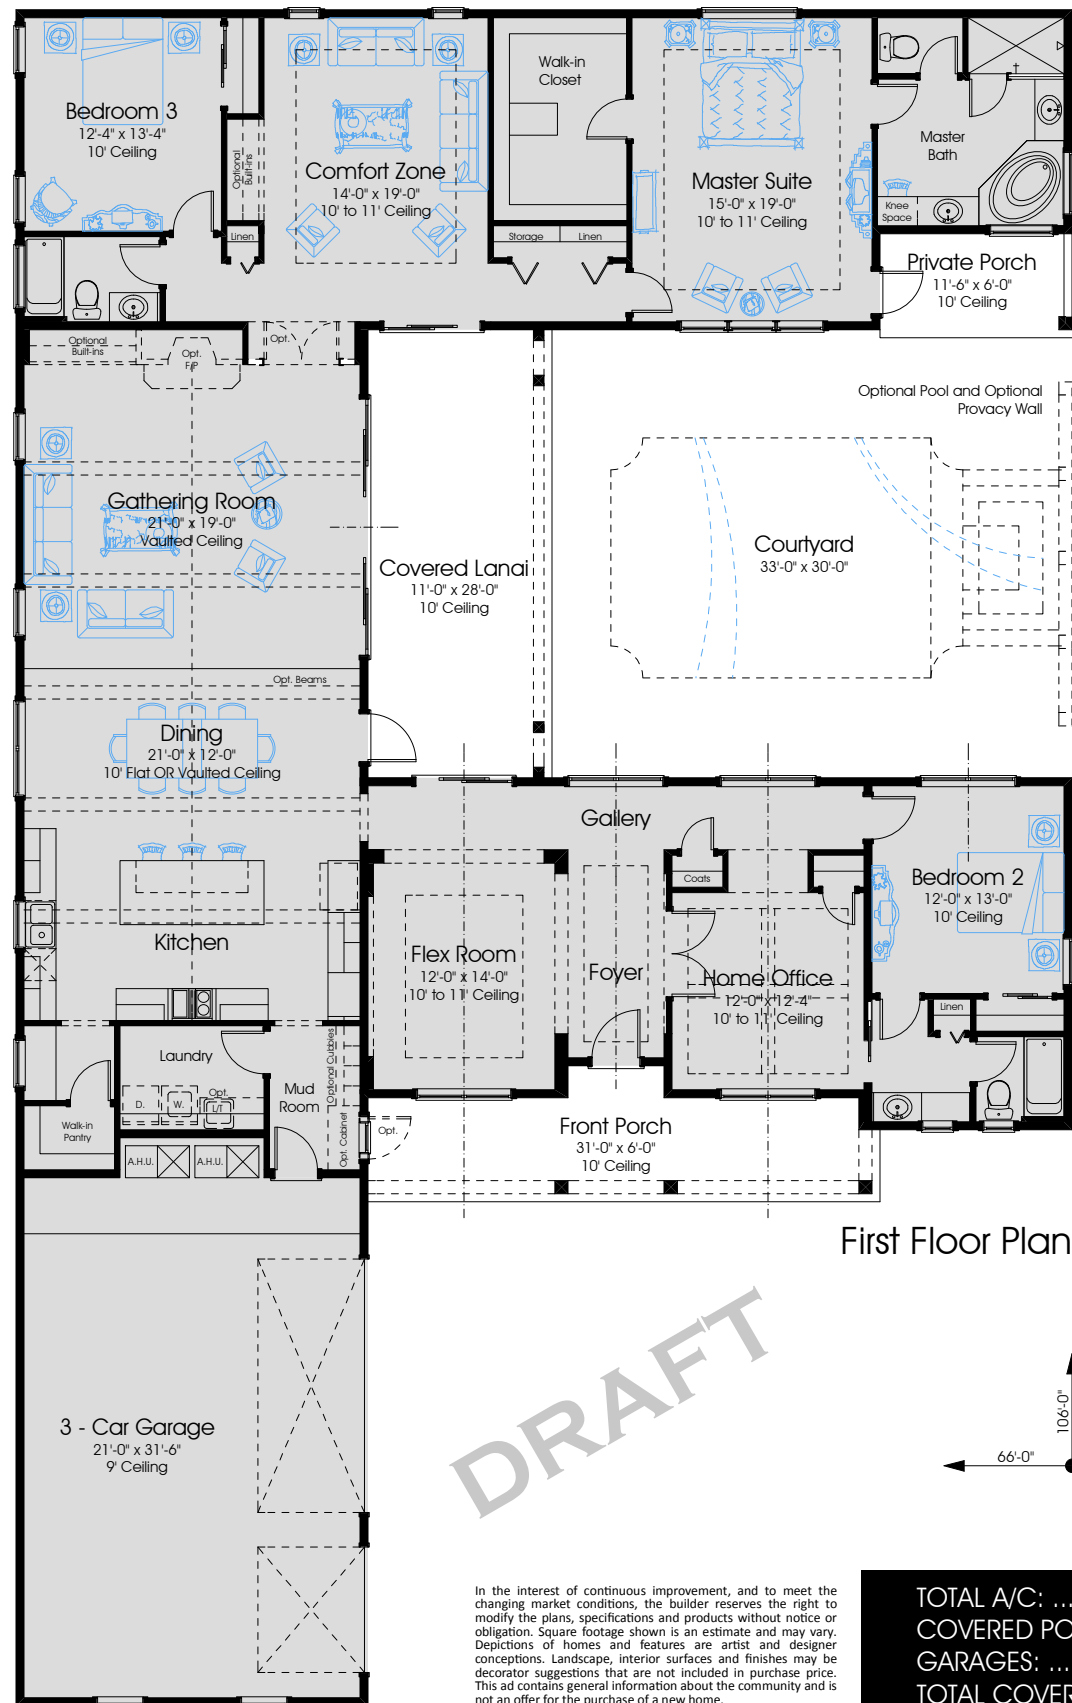 Bedroom 3
12'-4" x 13'-4"
10' Ceiling
Optional
Built-ins
Linen
Comfort Zone
14'-0" x 19'-0"
10' to 11' Ceiling
Walk-in
Closet
Storage
Linen
Master Suite
15'-0" x 19'-0"
10' to 11' Ceiling
Master
Bath
Knee
Space
Private Porch
11'-6" x 6'-0"
10' Ceiling
Optional
Built-ins
Opt.
F/P
Opt.
Optional Pool and Optional
Provacy Wall
Gathering Room
21'-0" x 19'-0"
Vaulted Ceiling
Covered Lanai
11'-0" x 28'-0"
10' Ceiling
Courtyard
33'-0" x 30'-0"
Opt. Beams
Dining
21'-0" x 12'-0"
10' Flat OR Vaulted Ceiling
Gallery
Coats
Bedroom 2
12'-0" x 13'-0"
10' Ceiling
Kitchen
Flex Room
12'-0" x 14'-0"
10' to 11' Ceiling
Foyer
Home Office
12'-0" x 12'-4"
10' to 11' Ceiling
Linen
Laundry
D.
W.
Opt.
L/T
Mud
Room
Optional Cubbies
Opt. Cabinet
Opt.
Walk-in
Pantry
A.H.U.
A.H.U.
Front Porch
31'-0" x 6'-0"
10' Ceiling
First Floor Plan
DRAFT
3 - Car Garage
21'-0" x 31'-6"
9' Ceiling
106'-0"
66'-0"
In the interest of continuous improvement, and to meet the
changing market conditions, the builder reserves the right to
modify the plans, specifications and products without notice or
obligation. Square footage shown is an estimate and may vary.
Depictions of homes and features are artist and designer
conceptions. Landscape, interior surfaces and finishes may be
decorator suggestions that are not included in purchase price.
This ad contains general information about the community and is
not an offer for the purchase of a new home.
TOTAL A/C: ...
COVERED PO
GARAGES: ...
TOTAL COVER